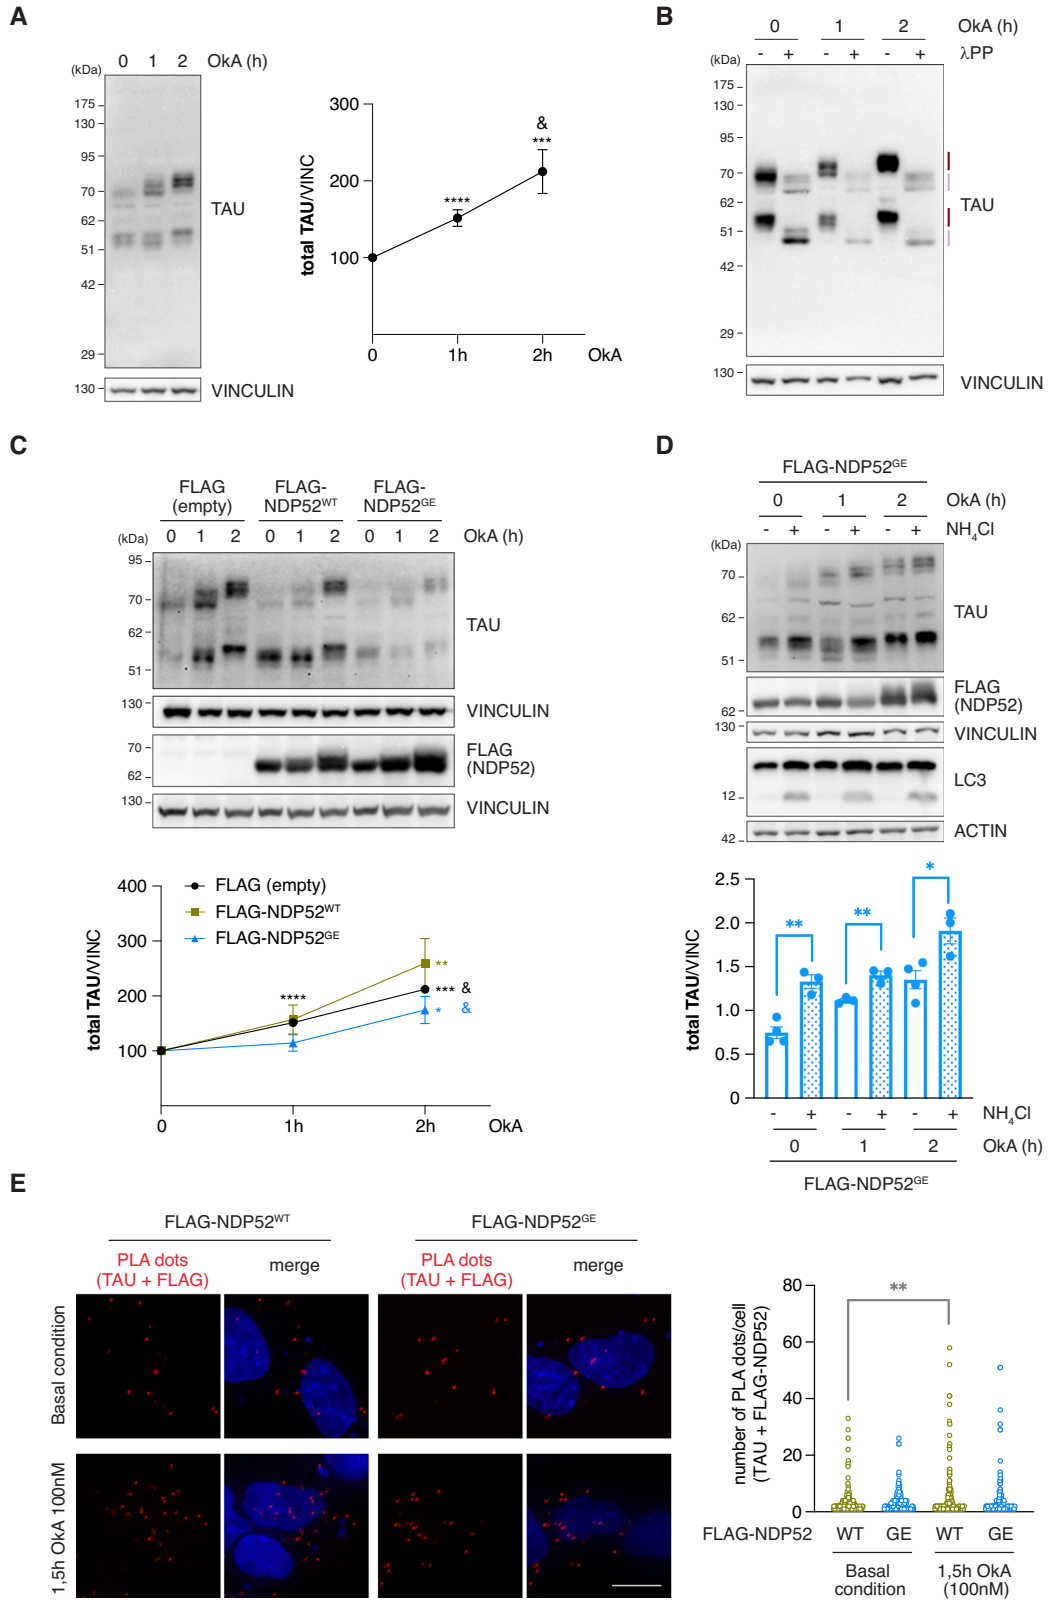 A
0 1 2 OkA (h)
(kDa)
175
130
95
70
62
51
42
29
130
TAU
VINCULIN
total TAU/VINC
300
200
100
&
***
****
0 1h 2h OkA
B
0 1 2 OkA (h)
- + - + - + λPP
(kDa)
175
130
95
70
62
51
42
29
130
TAU
VINCULIN
C
FLAG (empty)
FLAG-NDP52WT
FLAG-NDP52GE
0 1 2 0 1 2 0 1 2 OkA (h)
(kDa)
95
70
62
51
TAU
130
VINCULIN
70
62
FLAG (NDP52)
130
VINCULIN
total TAU/VINC
400
300
200
100
FLAG (empty)
FLAG-NDP52WT
FLAG-NDP52GE
****
**
*** &
* &
0 1h 2h OkA
D
FLAG-NDP52GE
0 1 2 OkA (h)
- + - + - + NH4Cl
(kDa)
70
62
51
TAU
62
FLAG (NDP52)
130
VINCULIN
12
LC3
42
ACTIN
total TAU/VINC
2.5
2.0
1.5
1.0
0.5
0
**
**
*
- + - + - + NH4Cl
0 1 2 OkA (h)
FLAG-NDP52GE
E
FLAG-NDP52WT
FLAG-NDP52GE
PLA dots (TAU + FLAG)
merge
PLA dots (TAU + FLAG)
merge
Basal condition
1,5h OkA 100nM
number of PLA dots/cell
(TAU + FLAG-NDP52)
80
60
40
20
0
**
FLAG-NDP52 WT GE WT GE
Basal condition
1,5h OkA (100nM)